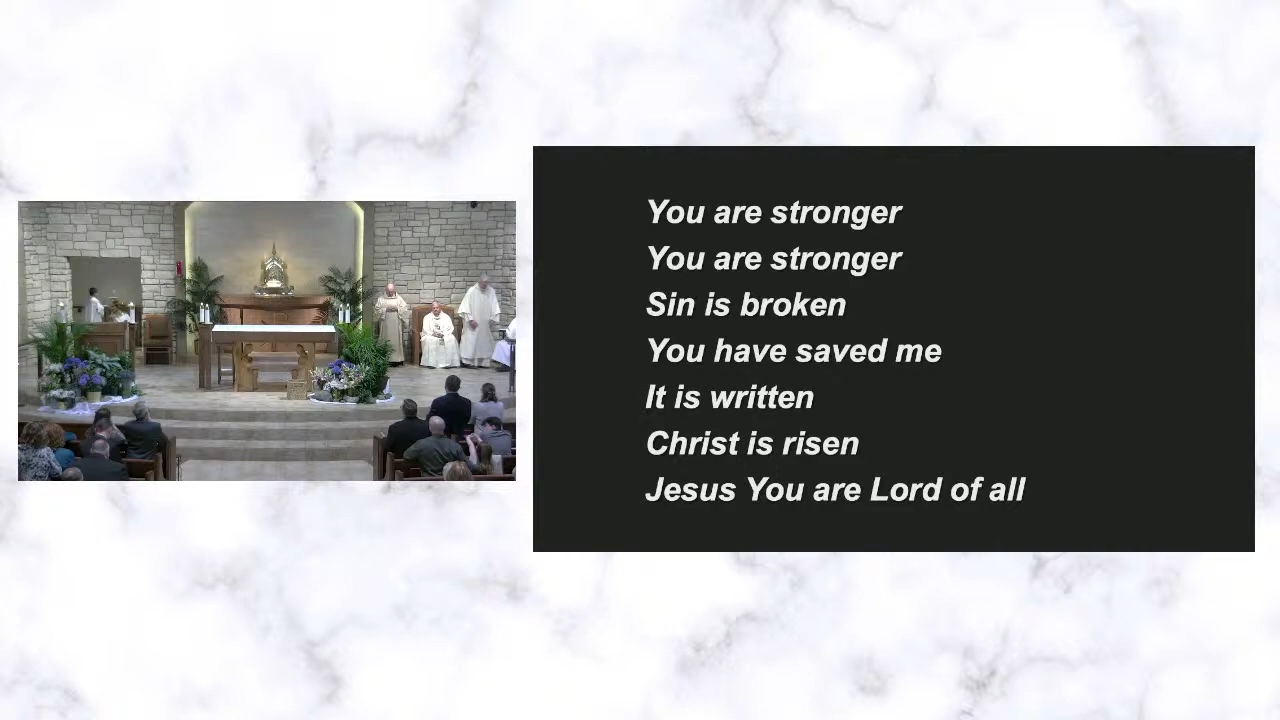 You are stronger
You are stronger
Sin is broken
You have saved me
It is written
Christ is risen
Jesus You are Lord of all